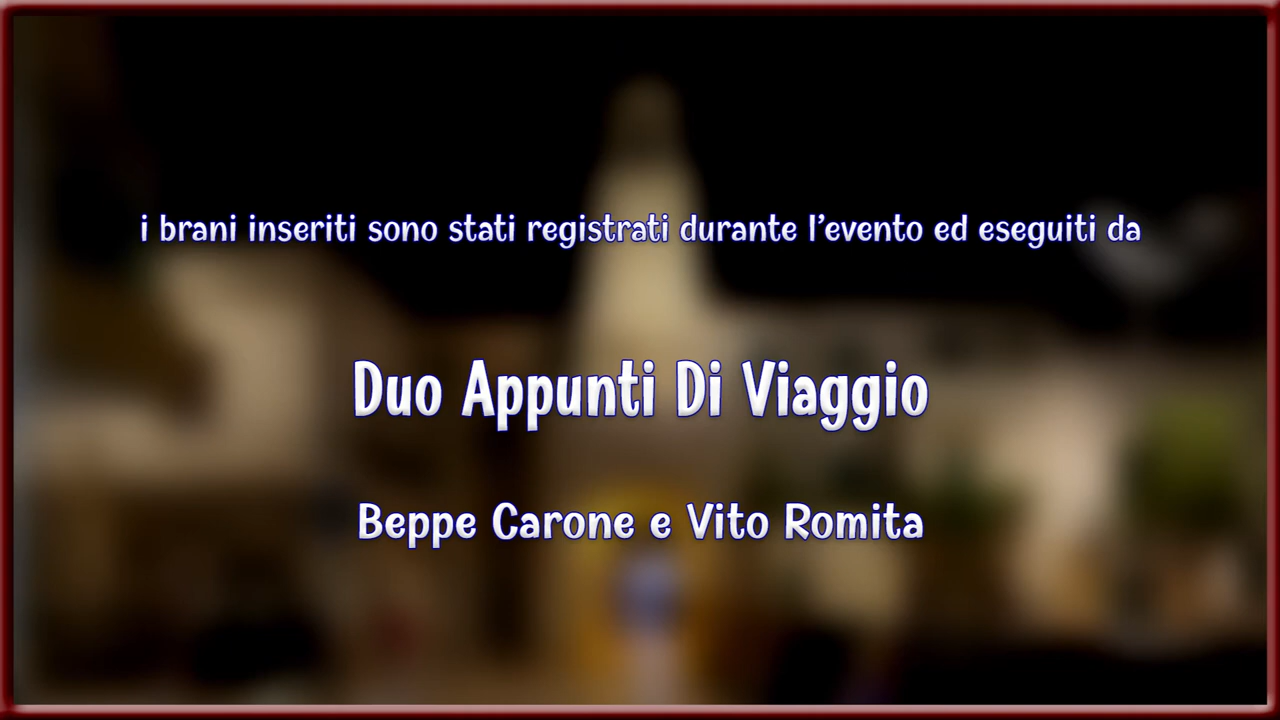 i brani inseriti sono stati registrati durante l’evento ed eseguiti da
Duo Appunti Di Viaggio
Beppe Carone e Vito Romita